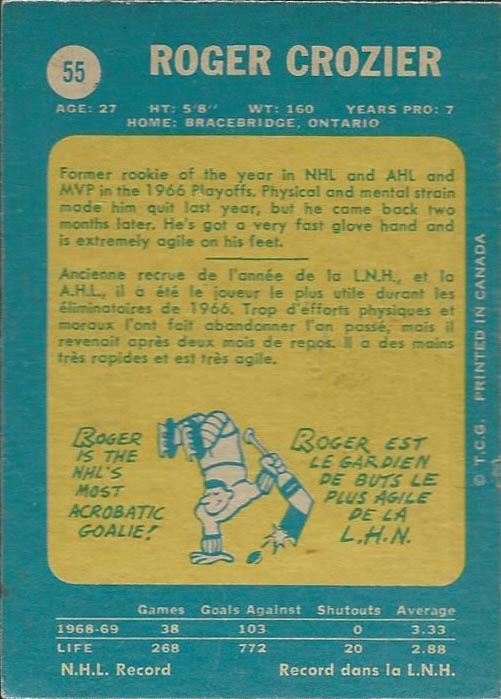 55
ROGER CROZIER
AGE: 27 HT: 5'8'' WT: 160 YEARS PRO: 7
HOME: BRACEBRIDGE, ONTARIO
Former rookie of the year in NHL and AHL and
MVP in the 1966 Playoffs. Physical and mental strain
made him quit last year, but he came back two
months later. He's got a very fast glove hand and
is extremely agile on his feet.
Ancienne recrue de l'année de la L.N.H., et la
A.H.L., il a été le joueur le plus utile durant les
éliminatoires de 1966. Trop d'efforts physiques et
moraux l'ont fait abandonner l'an passé, mais il
revenait après deux mois de repos. Il a des mains
très rapides et est très agile.
ROGER
IS THE
NHL'S
MOST
ACROBATIC
GOALIE!
ROGER EST
LE GARDIEN
DE BUTS LE
PLUS AGILE
DE LA
L.H.N.
© T.C.G. PRINTED IN CANADA
Games Goals Against Shutouts Average
1968-69 38 103 0 3.33
LIFE 268 772 20 2.88
N.H.L. Record Record dans la L.N.H.